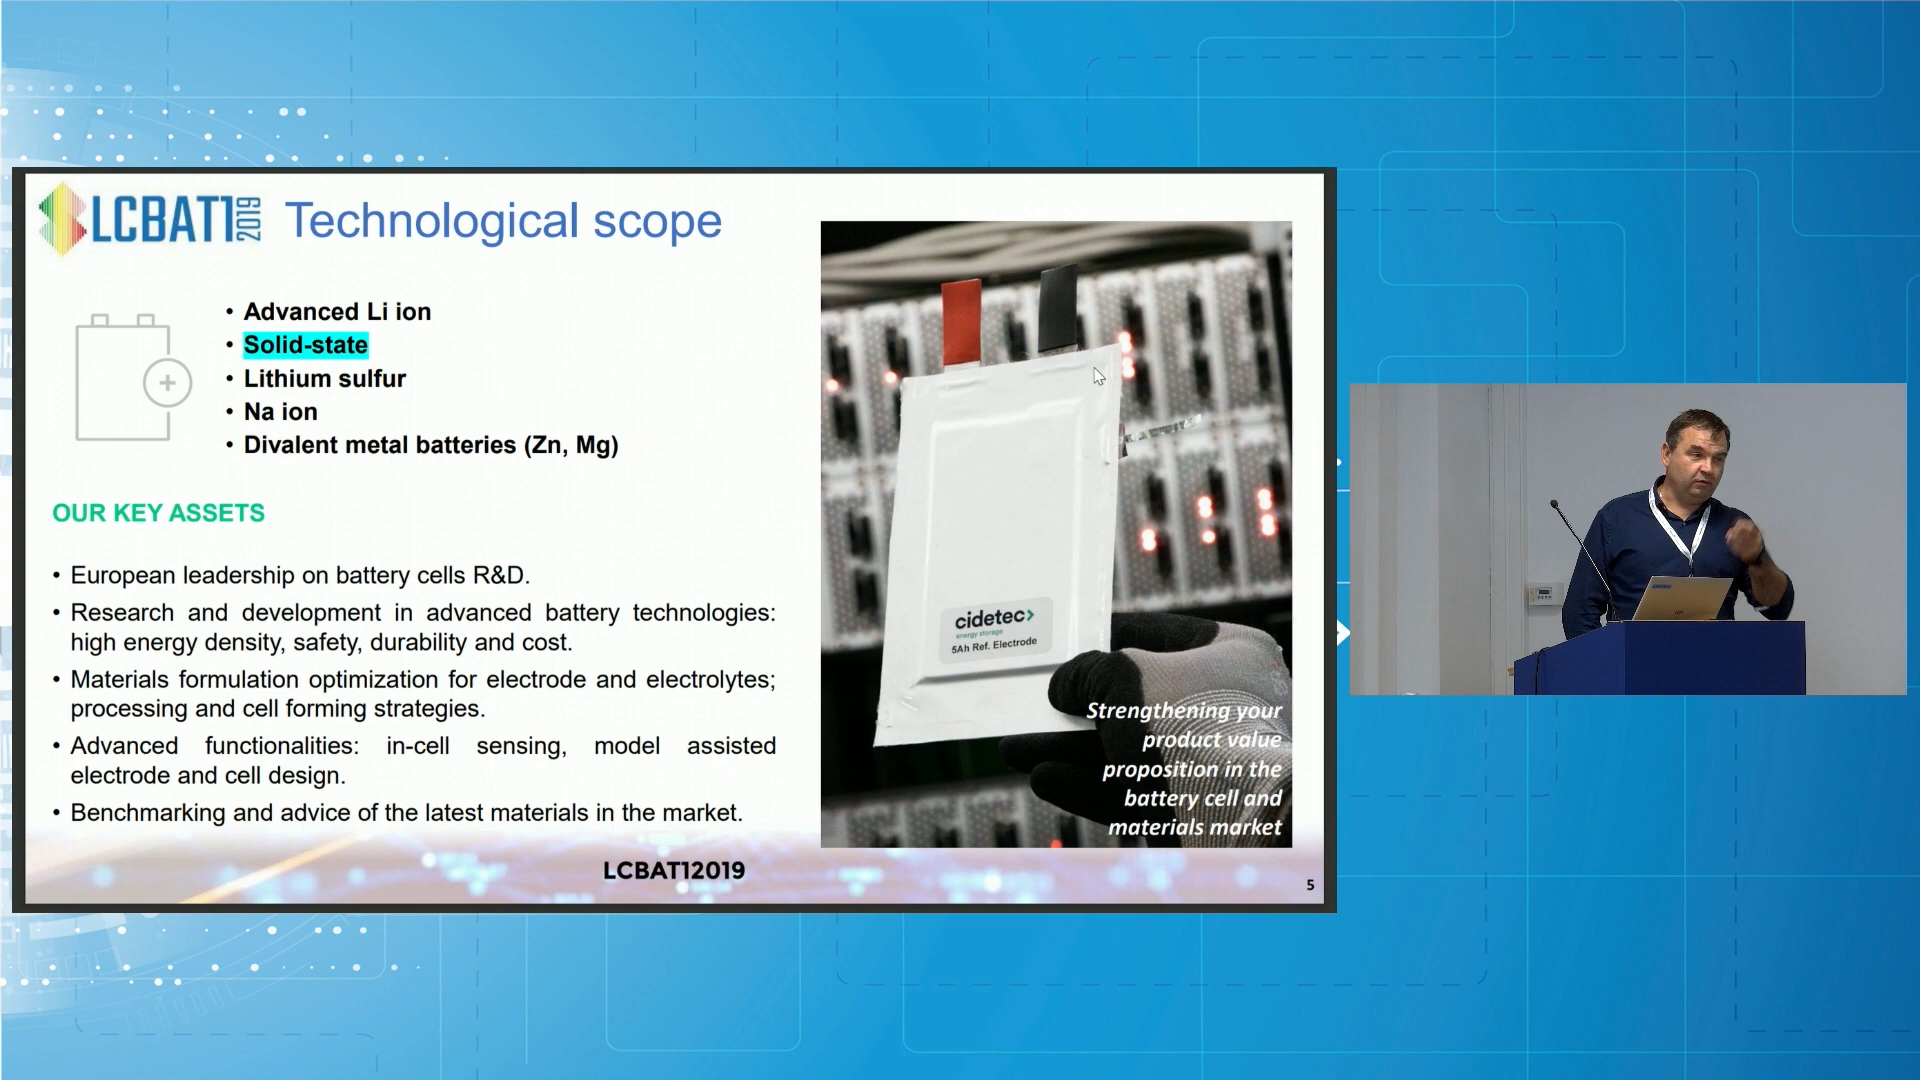 LCBAT1 2019
Technological scope
• Advanced Li ion
• Solid-state
• Lithium sulfur
• Na ion
• Divalent metal batteries (Zn, Mg)
OUR KEY ASSETS
• European leadership on battery cells R&D.
• Research and development in advanced battery technologies:
high energy density, safety, durability and cost.
• Materials formulation optimization for electrode and electrolytes;
processing and cell forming strategies.
• Advanced functionalities: in-cell sensing, model assisted
electrode and cell design.
• Benchmarking and advice of the latest materials in the market.
cidetec>
energy storage
5Ah Ref. Electrode
Strengthening your
product value
proposition in the
battery cell and
materials market
LCBAT12019
5